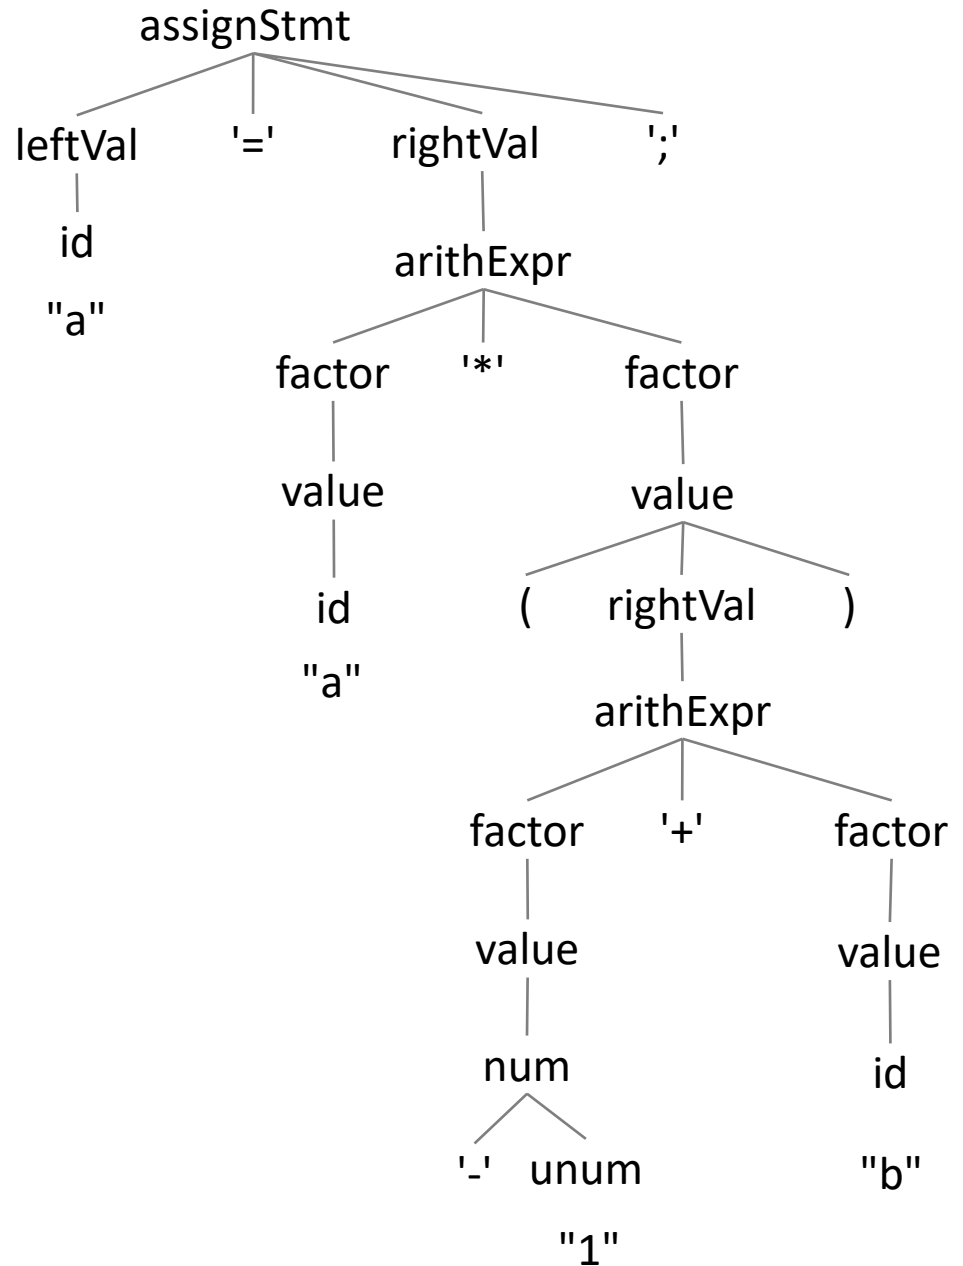 assignStmt
leftVal '=' rightVal ';'
id
arithExpr
"a"
factor '*' factor
value value
id ( rightVal )
"a"
arithExpr
factor '+' factor
value value
num id
'-' unum "b"
"1"